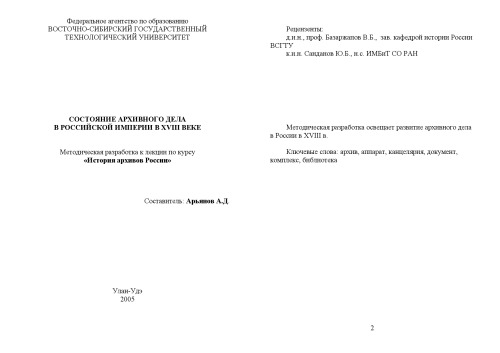 Федеральное агентство по образованию
ВОСТОЧНО-СИБИРСКИЙ ГОСУДАРСТВЕННЫЙ
ТЕХНОЛОГИЧЕСКИЙ УНИВЕРСИТЕТ
СОСТОЯНИЕ АРХИВНОГО ДЕЛА
В РОССИЙСКОЙ ИМПЕРИИ В XVIII ВЕКЕ
Методическая разработка к лекции по курсу
«История архивов России»
Составитель: Арьянов А.Д
Улан-Удэ
2005
Рецензенты:
д.и.н., проф. Базаржапов В.Б., зав. кафедрой истории России
ВСГТУ
к.и.н. Санданов Ю.Б., н.с. ИМБиТ СО РАН
Методическая разработка освещает развитие архивного дела
в России в XVIII в.
Ключевые слова: архив, аппарат, канцелярия, документ,
комплекс, библиотека
2